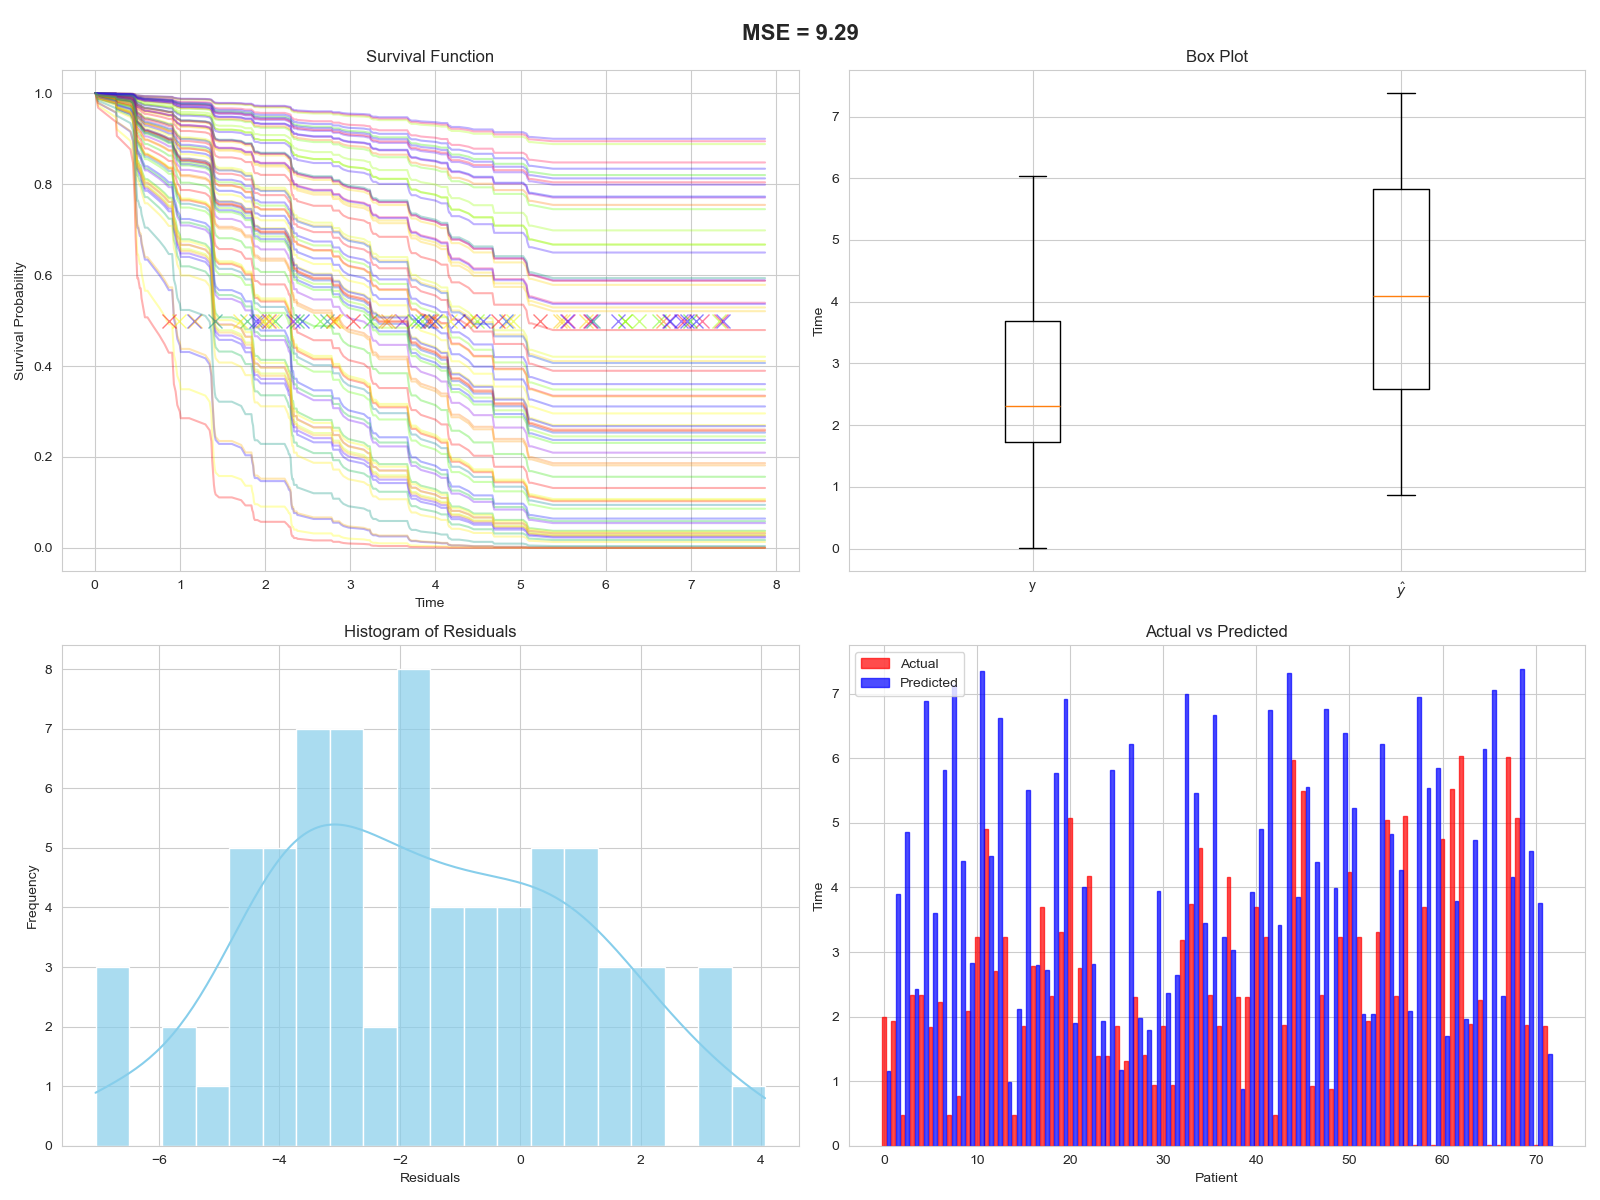 MSE = 9.29
Survival Function
1.0
0.8
0.6
0.4
0.2
0.0
Survival Probability
0 1 2 3 4 5 6 7 8
Time
Box Plot
7
6
5
4
3
2
1
0
Time
y ŷ
Histogram of Residuals
8
7
6
5
4
3
2
1
0
Frequency
−6 −4 −2 0 2 4
Residuals
Actual vs Predicted
Actual
Predicted
7
6
5
4
3
2
1
0
Time
0 10 20 30 40 50 60 70
Patient